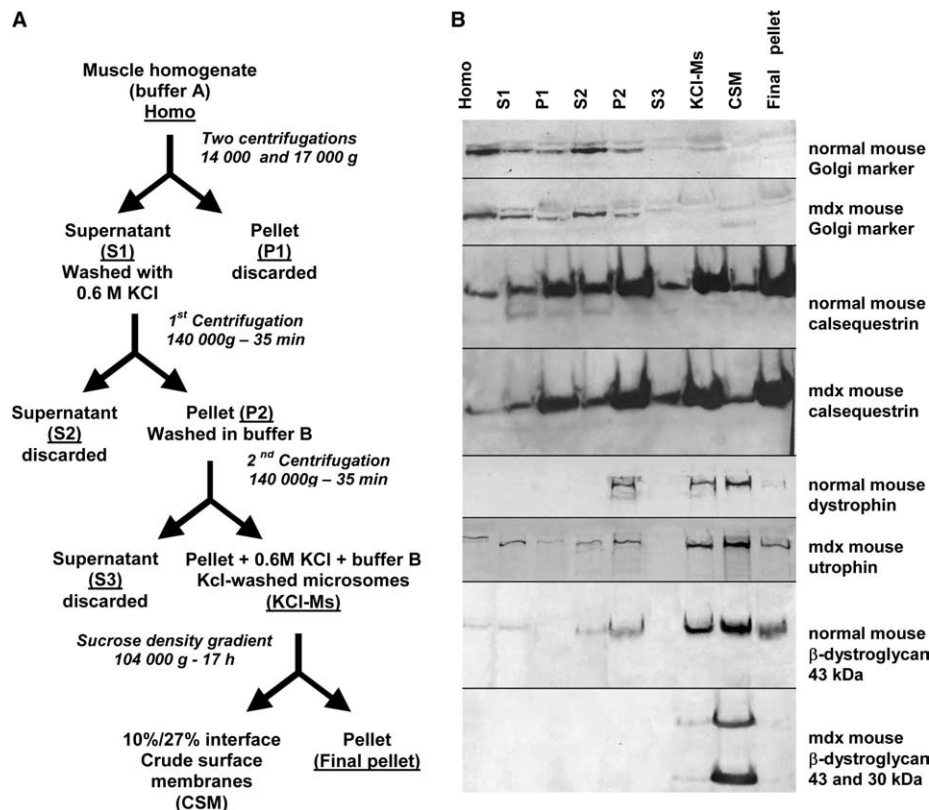 A
Muscle homogenate
(buffer A)
Homo
Two centrifugations
14 000 and 17 000 g
Supernatant
(S1)
Washed with
0.6 M KCl
Pellet
(P1)
discarded
1st Centrifugation
140 000g – 35 min
Supernatant
(S2)
discarded
Pellet (P2)
Washed in buffer B
2 nd Centrifugation
140 000g – 35 min
Supernatant
(S3)
discarded
Pellet + 0.6M KCl + buffer B
Kcl-washed microsomes
(KCl-Ms)
Sucrose density gradient
104 000 g - 17 h
10%/27% interface
Crude surface
membranes
(CSM)
Pellet
(Final pellet)
B
Homo
S1
P1
S2
P2
S3
KCl-Ms
CSM
Final pellet
normal mouse
Golgi marker
mdx mouse
Golgi marker
normal mouse
calsequestrin
mdx mouse
calsequestrin
normal mouse
dystrophin
mdx mouse
utrophin
normal mouse
β-dystroglycan
43 kDa
mdx mouse
β-dystroglycan
43 and 30 kDa